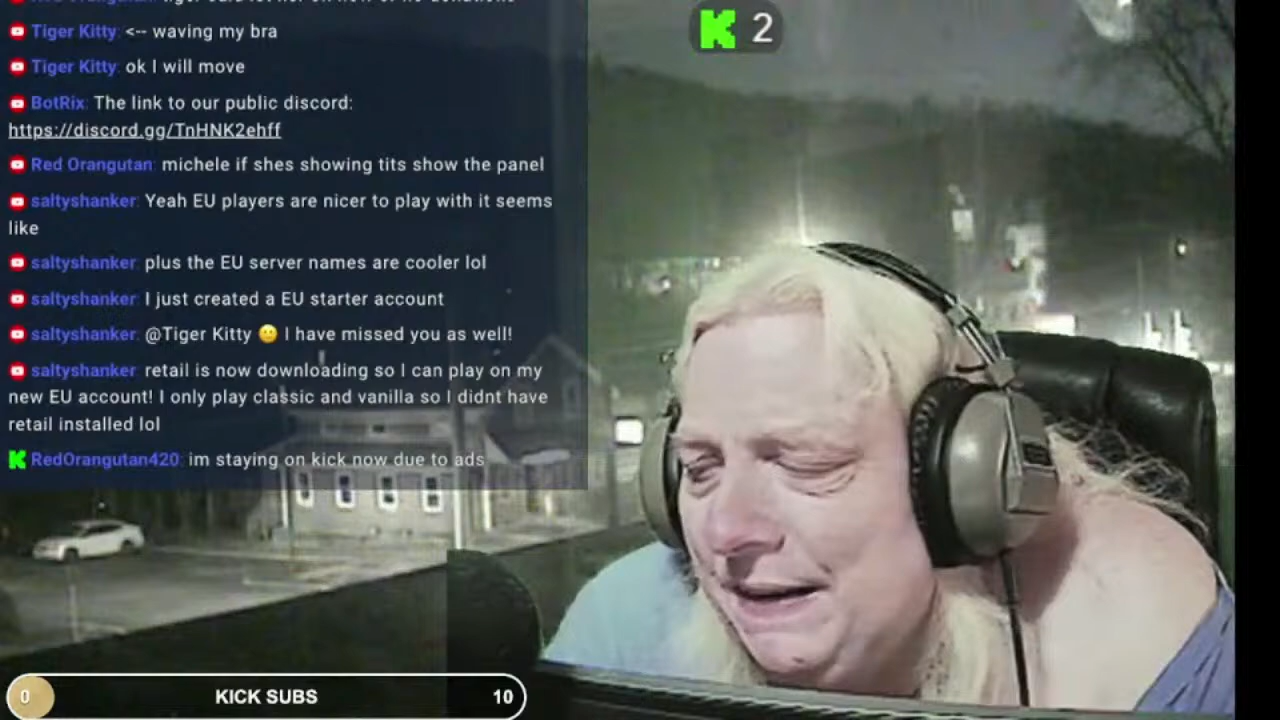 K 2
Tiger Kitty: <-- waving my bra
Tiger Kitty: ok I will move
BotRix: The link to our public discord:
https://discord.gg/TnHNK2ehff
Red Orangutan: michele if shes showing tits show the panel
saltyshanker: Yeah EU players are nicer to play with it seems
like
saltyshanker: plus the EU server names are cooler lol
saltyshanker: I just created a EU starter account
saltyshanker: @Tiger Kitty 🙂 I have missed you as well!
saltyshanker: retail is now downloading so I can play on my
new EU account! I only play classic and vanilla so I didnt have
retail installed lol
K RedOrangutan420: im staying on kick now due to ads
0 KICK SUBS 10